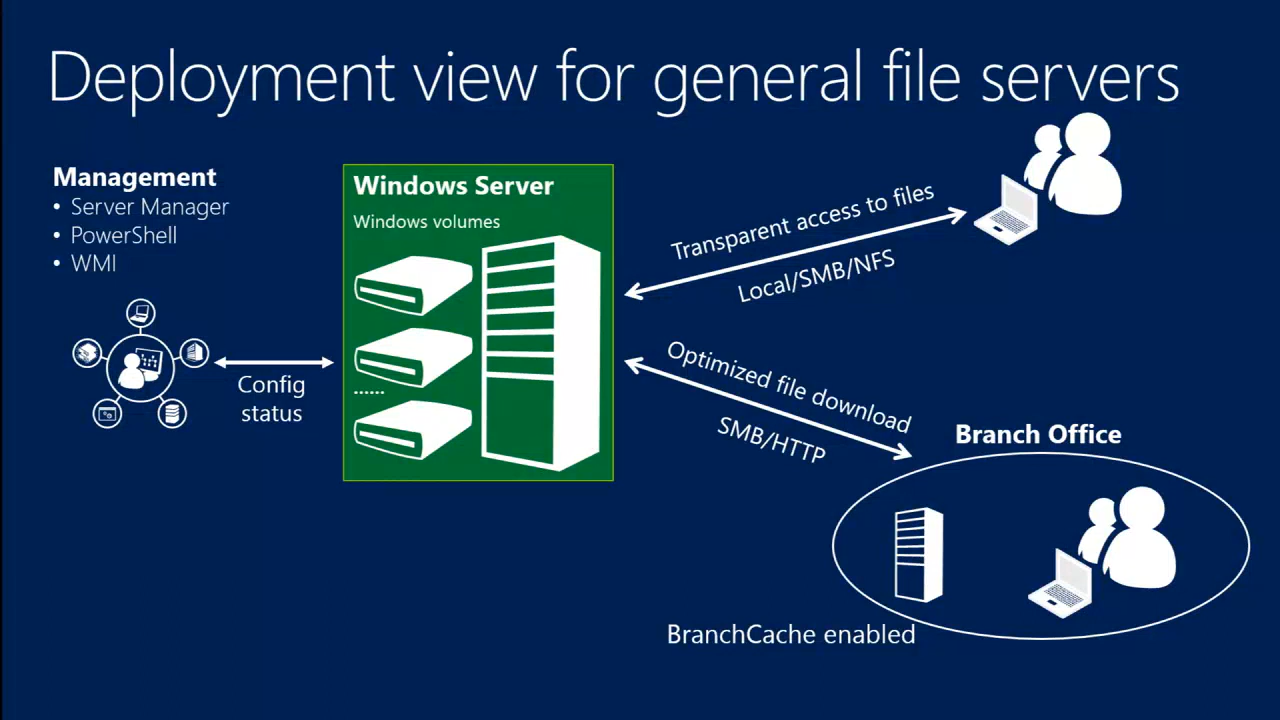 Deployment view for general file servers
Management
• Server Manager
• PowerShell
• WMI
Config
status
Windows Server
Windows volumes
......
Transparent access to files
Local/SMB/NFS
Optimized file download
SMB/HTTP
Branch Office
BranchCache enabled